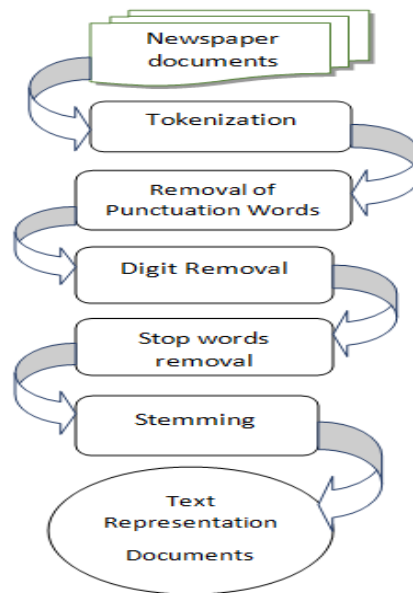 Newspaper
documents
Tokenization
Removal of
Punctuation Words
Digit Removal
Stop words
removal
Stemming
Text
Representation
Documents